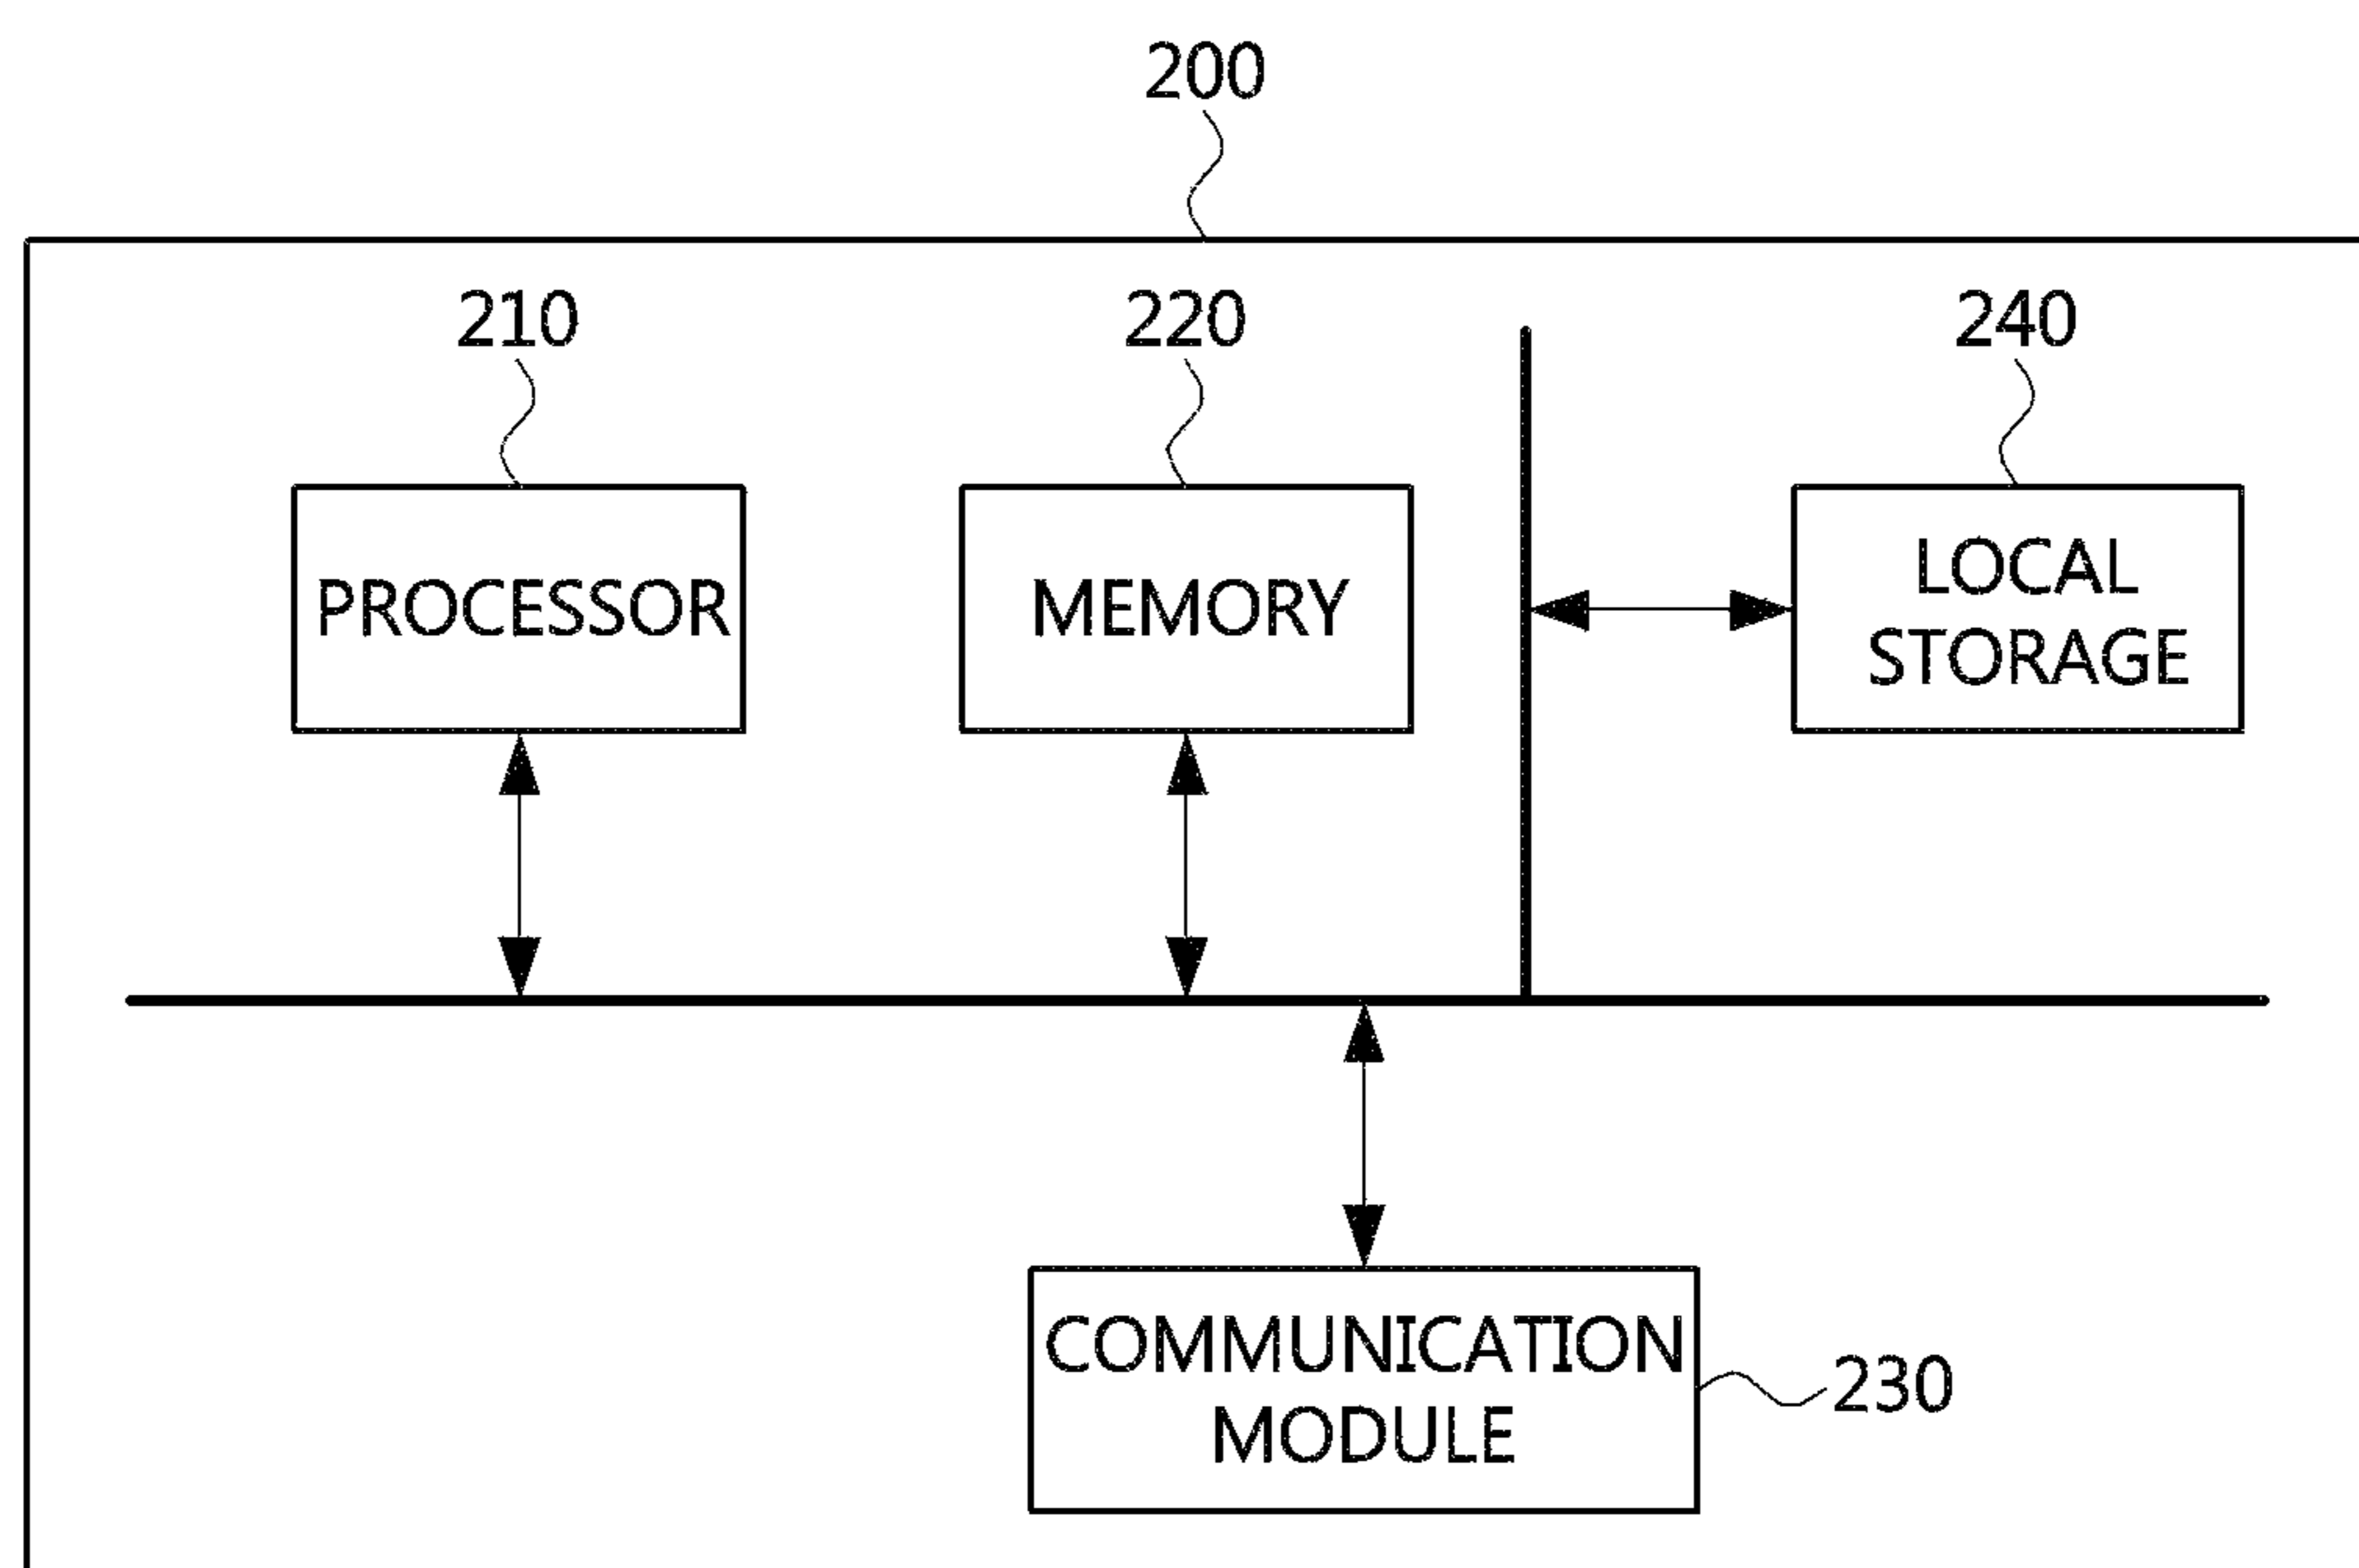 200
210
220
240
PROCESSOR
MEMORY
LOCAL
STORAGE
COMMUNICATION
MODULE
230